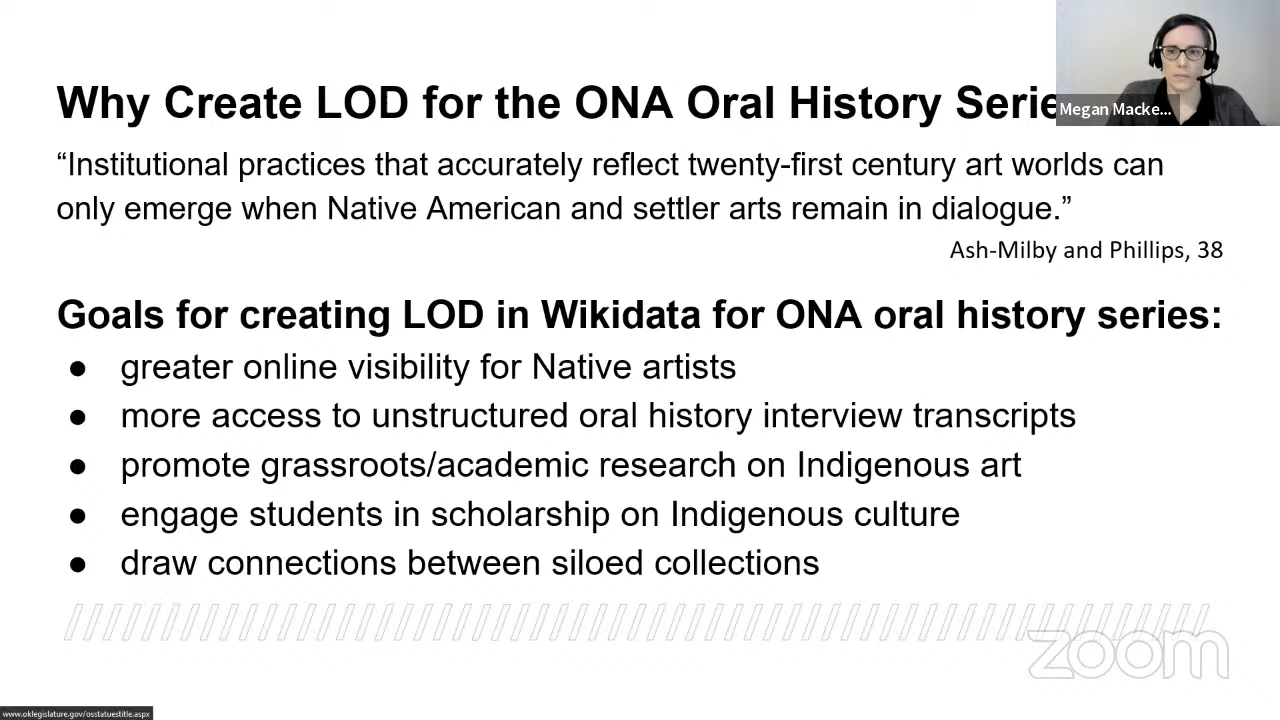 Why Create LOD for the ONA Oral History Serie
Megan Macke...
“Institutional practices that accurately reflect twenty-first century art worlds can
only emerge when Native American and settler arts remain in dialogue.”
Ash-Milby and Phillips, 38
Goals for creating LOD in Wikidata for ONA oral history series:
● greater online visibility for Native artists
● more access to unstructured oral history interview transcripts
● promote grassroots/academic research on Indigenous art
● engage students in scholarship on Indigenous culture
● draw connections between siloed collections
zoom
www.oklegislature.gov/osstatuestitle.aspx